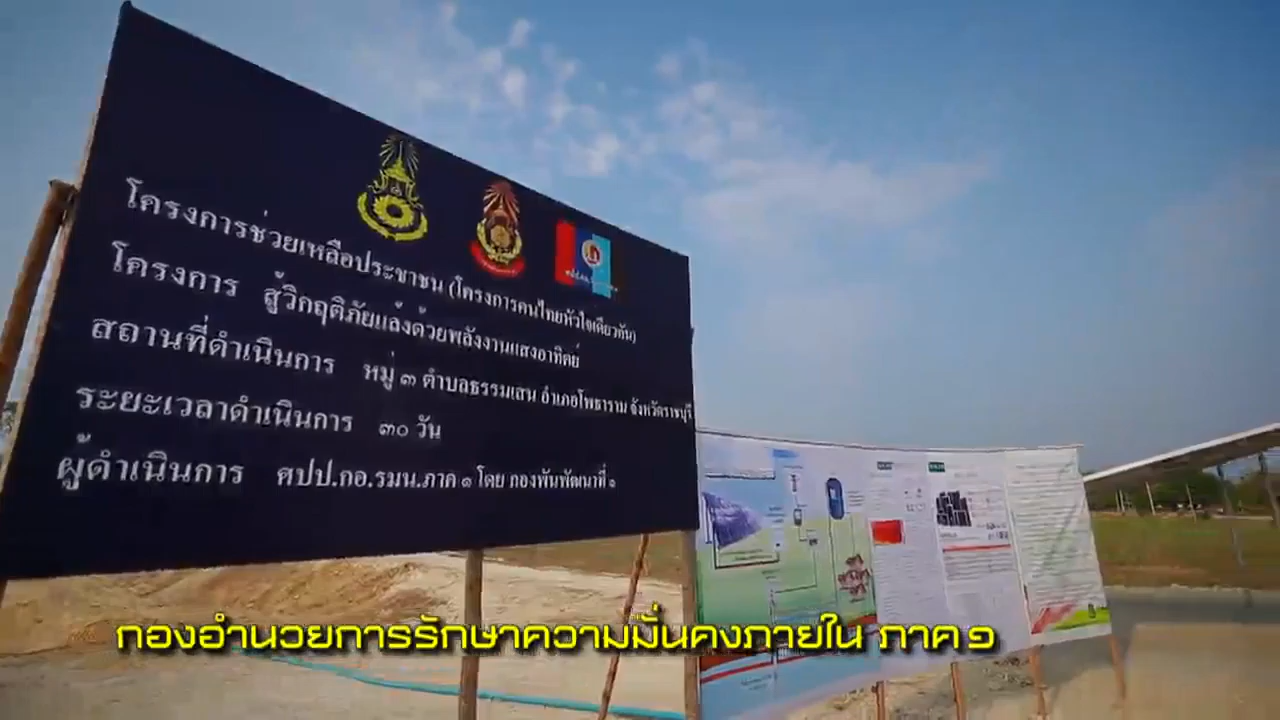 โครงการช่วยเหลือประชาชน (โครงการคนไทยหัวใจเดียวกัน)
โครงการ สู้วิกฤติภัยแล้งด้วยพลังงานแสงอาทิตย์
สถานที่ดำเนินการ หมู่ ๓ ตำบลธรรมเสน อำเภอโพธาราม จังหวัดราชบุรี
ระยะเวลาดำเนินการ ๓๐ วัน
ผู้ดำเนินการ ศปป.กอ.รมน.ภาค ๑ โดย กองพันพัฒนาที่ ๑
กองอำนวยการรักษาความมั่นคงภายใน ภาค ๑